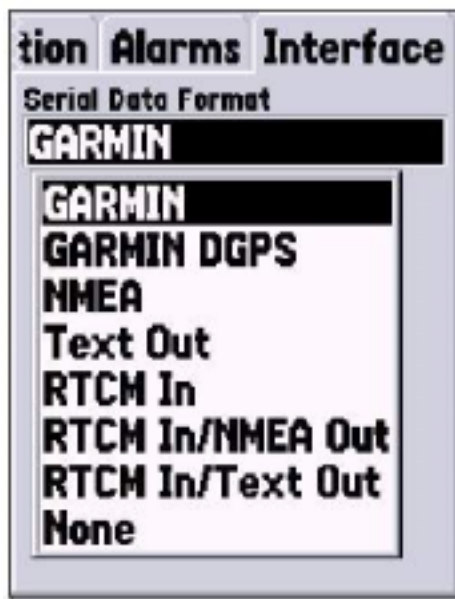 tion Alarms Interface
Serial Data Format
GARMIN
GARMIN
GARMIN DGPS
NMEA
Text Out
RTCM In
RTCM In/NMEA Out
RTCM In/Text Out
None